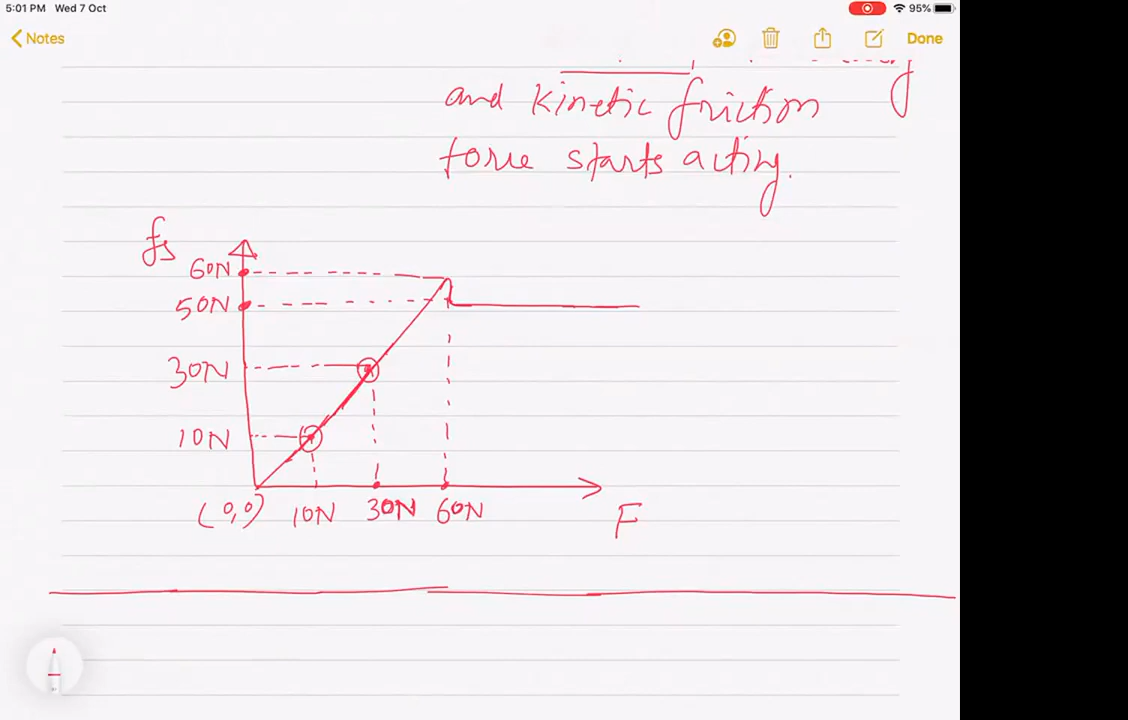 5:01 PM Wed 7 Oct
95%
Notes
Done
and kinetic friction
force starts acting.
fs
60N
50N
30N
10N
(0,0) 10N 30N 60N
F